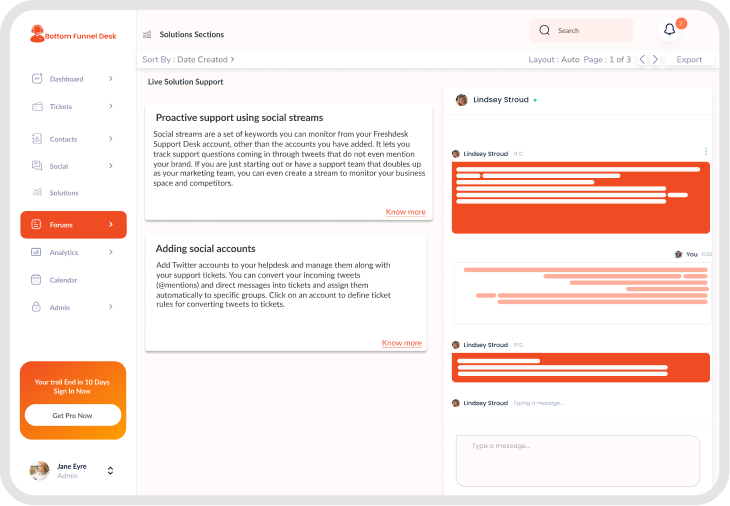 Bottom Funnel Desk
Solutions Sections
Search
2
Sort By : Date Created >
Layout : Auto Page : 1 of 3
Export
Dashboard
Tickets
Contacts
Social
Solutions
Forums
Analytics
Calendar
Admin
Your trail End in 10 Days
Sign In Now
Get Pro Now
Jane Eyre
Admin
Live Solution Support
Proactive support using social streams
Social streams are a set of keywords you can monitor from your Freshdesk
Support Desk account, other than the accounts you have added. It lets you
track support questions coming in through tweets that do not even mention
your brand. If you are just starting out or have a support team that doubles up
as your marketing team, you can even create a stream to monitor your business
space and competitors.
Know more
Adding social accounts
Add Twitter accounts to your helpdesk and manage them along with
your support tickets. You can convert your incoming tweets
(@mentions) and direct messages into tickets and assign them
automatically to specific groups. Click on an account to define ticket
rules for converting tweets to tickets.
Know more
Lindsey Stroud
Lindsey Stroud 11:12
You 11:20
Lindsey Stroud 11:12
Lindsey Stroud Typing a message...
Type a message...